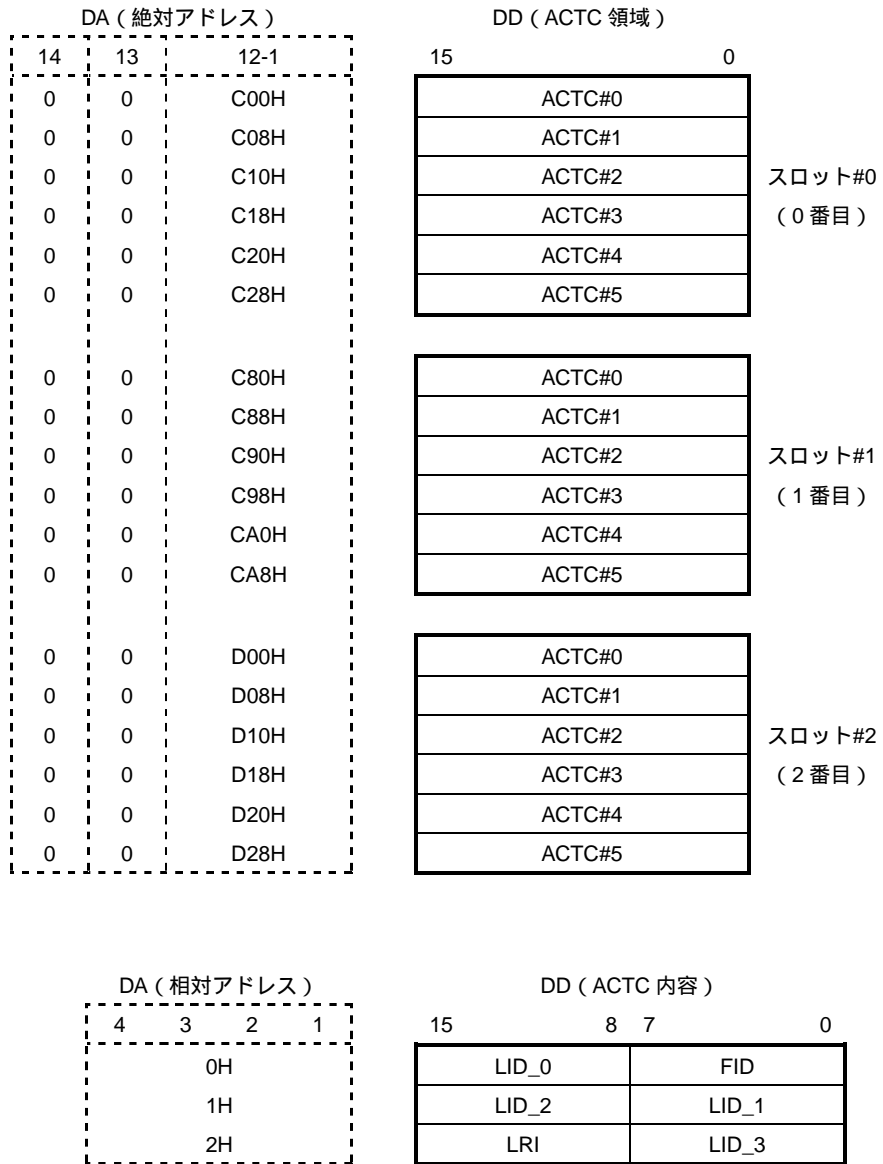 DA（絶対アドレス） DD（ACTC 領域）
14 13 12-1 15 0
0 0 C00H ACTC#0
0 0 C08H ACTC#1
0 0 C10H ACTC#2 スロット#0
0 0 C18H ACTC#3 （0 番目）
0 0 C20H ACTC#4
0 0 C28H ACTC#5
0 0 C80H ACTC#0
0 0 C88H ACTC#1
0 0 C90H ACTC#2 スロット#1
0 0 C98H ACTC#3 （1 番目）
0 0 CA0H ACTC#4
0 0 CA8H ACTC#5
0 0 D00H ACTC#0
0 0 D08H ACTC#1
0 0 D10H ACTC#2 スロット#2
0 0 D18H ACTC#3 （2 番目）
0 0 D20H ACTC#4
0 0 D28H ACTC#5
DA（相対アドレス） DD（ACTC 内容）
4 3 2 1 15 8 7 0
0H LID_0 FID
1H LID_2 LID_1
2H LRI LID_3